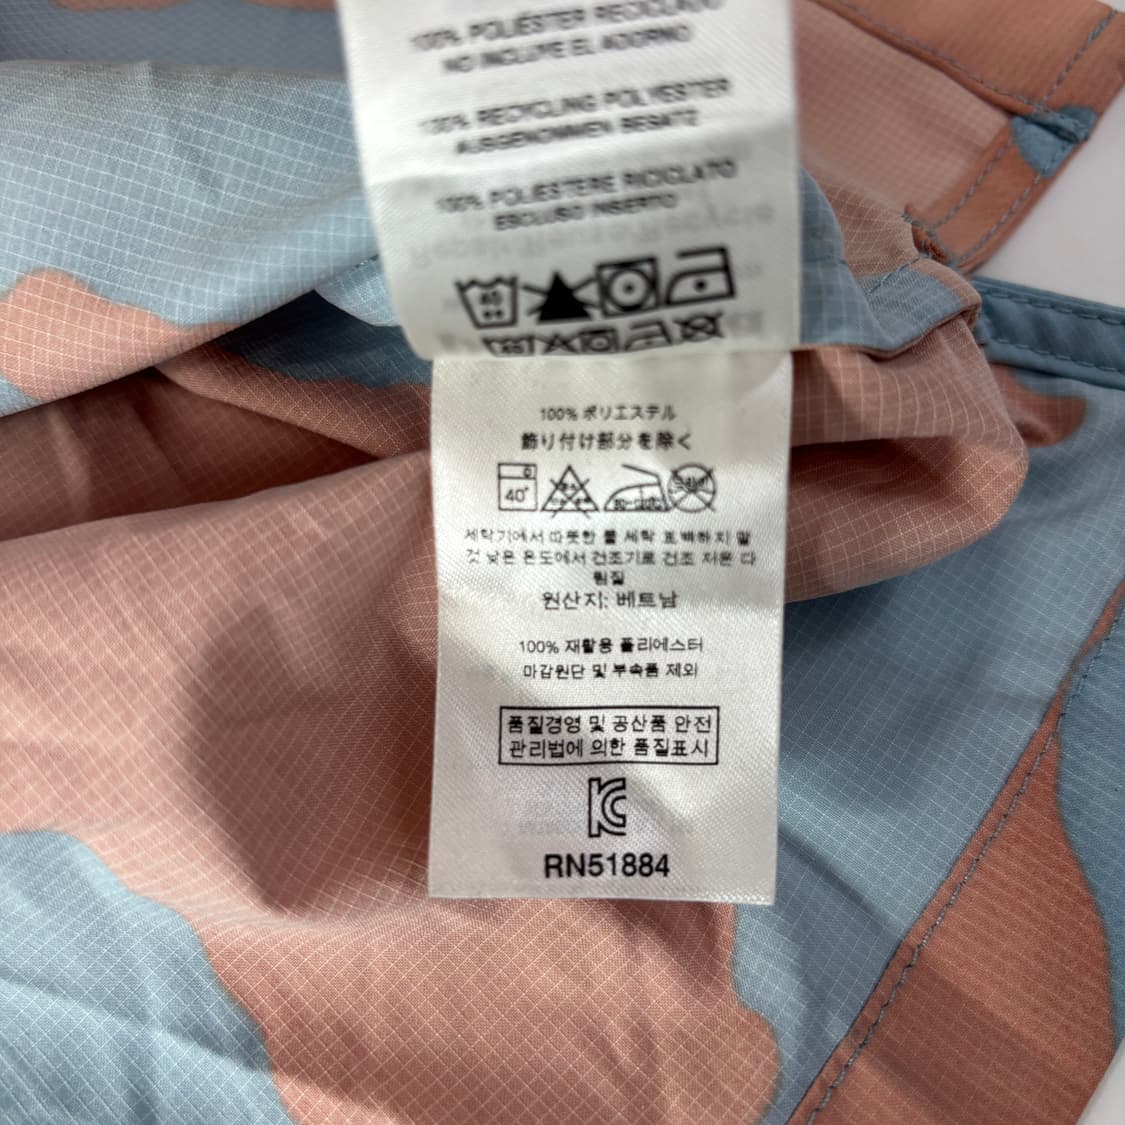 100% POLIÉSTER RECICLADO
NO INCLUYE EL ADORNO
100% RECYCLING POLYESTER
AUSGENOMMEN BESATZ
100% POLIESTERE RICICLATO
ESCLUSO INSERTO
100% ポリエステル
飾り付け部分を除く
40°
세탁기에서 따뜻한 물 세탁 표백하지 말
것 낮은 온도에서 건조기로 건조 저온 다
림질
원산지: 베트남
100% 재활용 폴리에스터
마감원단 및 부속품 제외
품질경영 및 공산품 안전
관리법에 의한 품질표시
RN51884